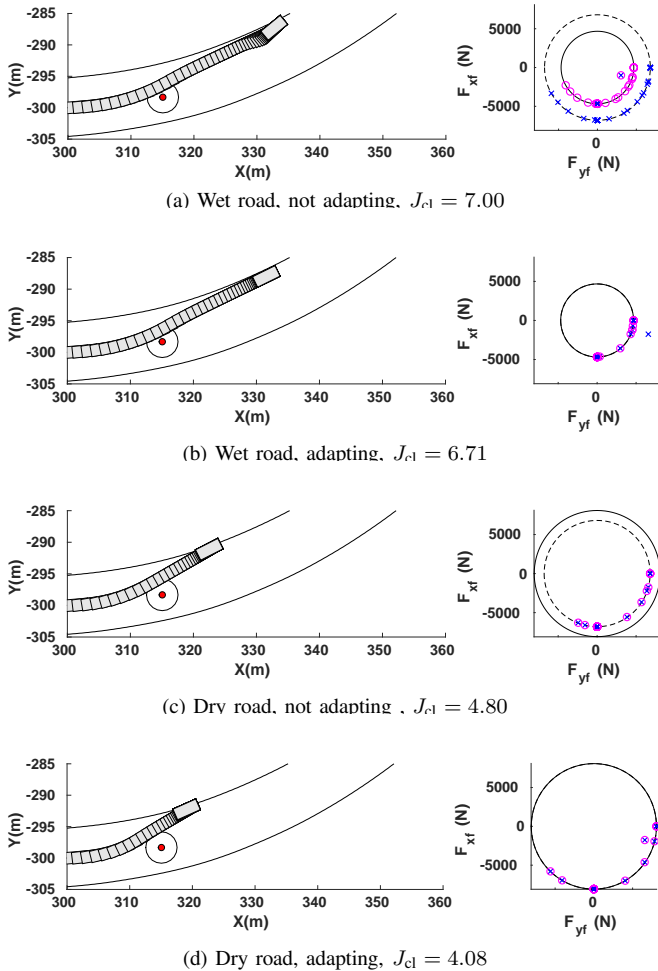 -285
-290
-295
-300
-305
Y(m)
300 310 320 330 340 350 360
X(m)
5000
0
-5000
F_xf (N)
0
F_yf (N)
(a) Wet road, not adapting, J_cl = 7.00
-285
-290
-295
-300
-305
Y(m)
300 310 320 330 340 350 360
X(m)
5000
0
-5000
F_xf (N)
0
F_yf (N)
(b) Wet road, adapting, J_cl = 6.71
-285
-290
-295
-300
-305
Y(m)
300 310 320 330 340 350 360
X(m)
5000
0
-5000
F_xf (N)
0
F_yf (N)
(c) Dry road, not adapting , J_cl = 4.80
-285
-290
-295
-300
-305
Y(m)
300 310 320 330 340 350 360
X(m)
5000
0
-5000
F_xf (N)
0
F_yf (N)
(d) Dry road, adapting, J_cl = 4.08